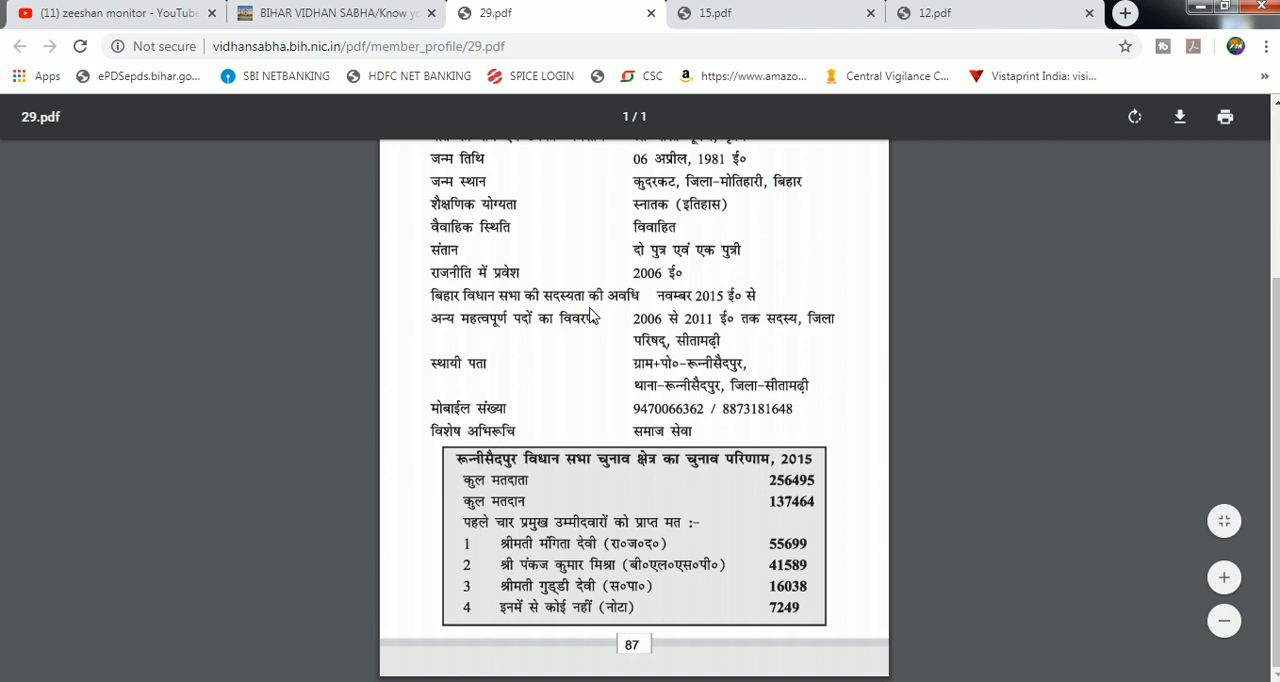 (11) zeeshan monitor - YouTube
BIHAR VIDHAN SABHA/Know y
29.pdf
15.pdf
12.pdf
Not secure
vidhansabha.bih.nic.in/pdf/member_profile/29.pdf
Apps
ePDSepds.bihar.go...
SBI NETBANKING
HDFC NET BANKING
SPICE LOGIN
CSC
https://www.amazo...
Central Vigilance C...
Vistaprint India: visi...
»
29.pdf
1 / 1
जन्म तिथि 06 अप्रील, 1981 ई०
जन्म स्थान कुदरकट, जिला-मोतिहारी, बिहार
शैक्षणिक योग्यता स्नातक (इतिहास)
वैवाहिक स्थिति विवाहित
संतान दो पुत्र एवं एक पुत्री
राजनीति में प्रवेश 2006 ई०
बिहार विधान सभा की सदस्यता की अवधि नवम्बर 2015 ई० से
अन्य महत्वपूर्ण पदों का विवरण 2006 से 2011 ई० तक सदस्य, जिला
परिषद्, सीतामढ़ी
स्थायी पता ग्राम+पो०-रून्नीसैदपुर,
थाना-रून्नीसैदपुर, जिला-सीतामढ़ी
मोबाईल संख्या 9470066362 / 8873181648
विशेष अभिरूचि समाज सेवा
रून्नीसैदपुर विधान सभा चुनाव क्षेत्र का चुनाव परिणाम, 2015
कुल मतदाता 256495
कुल मतदान 137464
पहले चार प्रमुख उम्मीदवारों को प्राप्त मत :-
1 श्रीमती मंगिता देवी (रा०ज०द०) 55699
2 श्री पंकज कुमार मिश्रा (बी०एल०एस०पी०) 41589
3 श्रीमती गुड्डी देवी (स०पा०) 16038
4 इनमें से कोई नहीं (नोटा) 7249
87